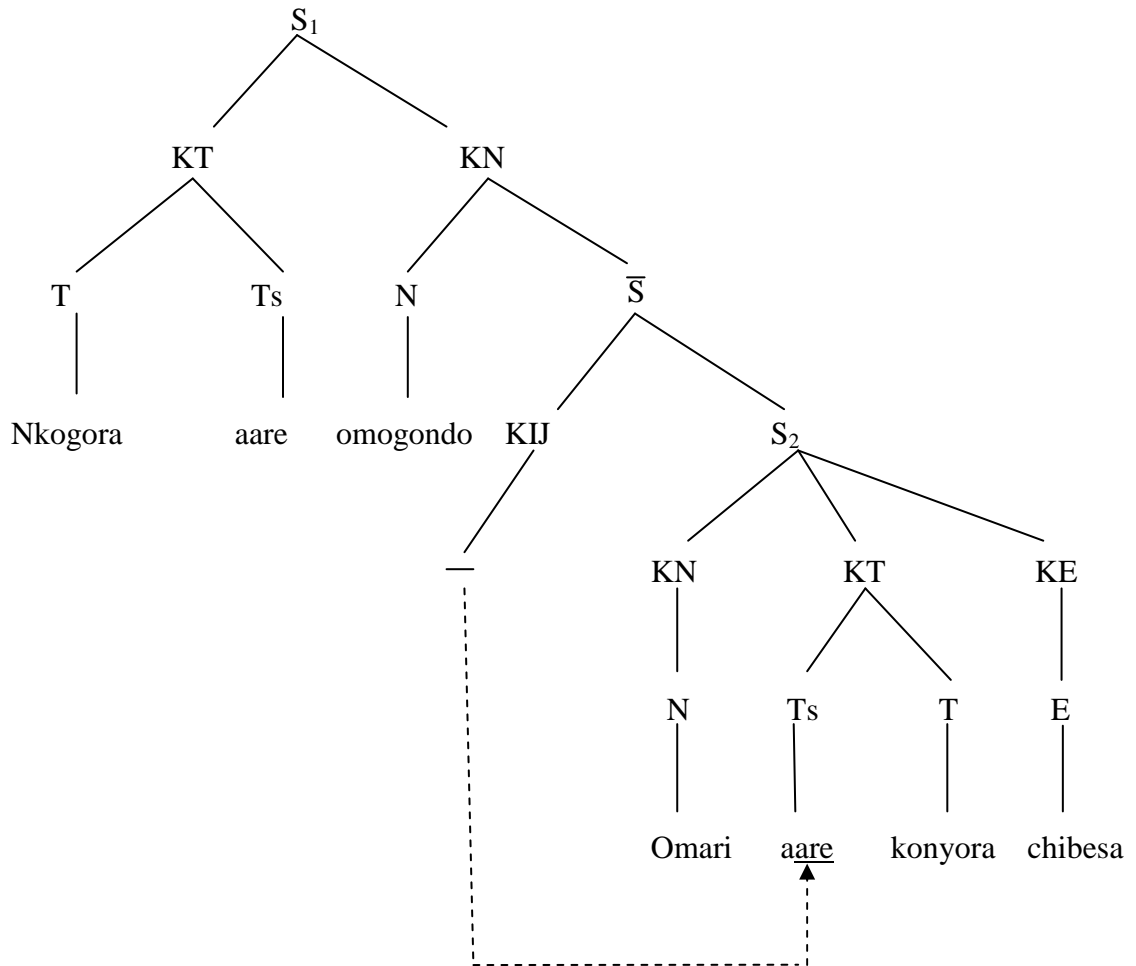 S₁
KT KN
T Ts N S̅
Nkogora aare omogondo KIJ S₂
— KN KT KE
N Ts T E
Omari aare konyora chibesa